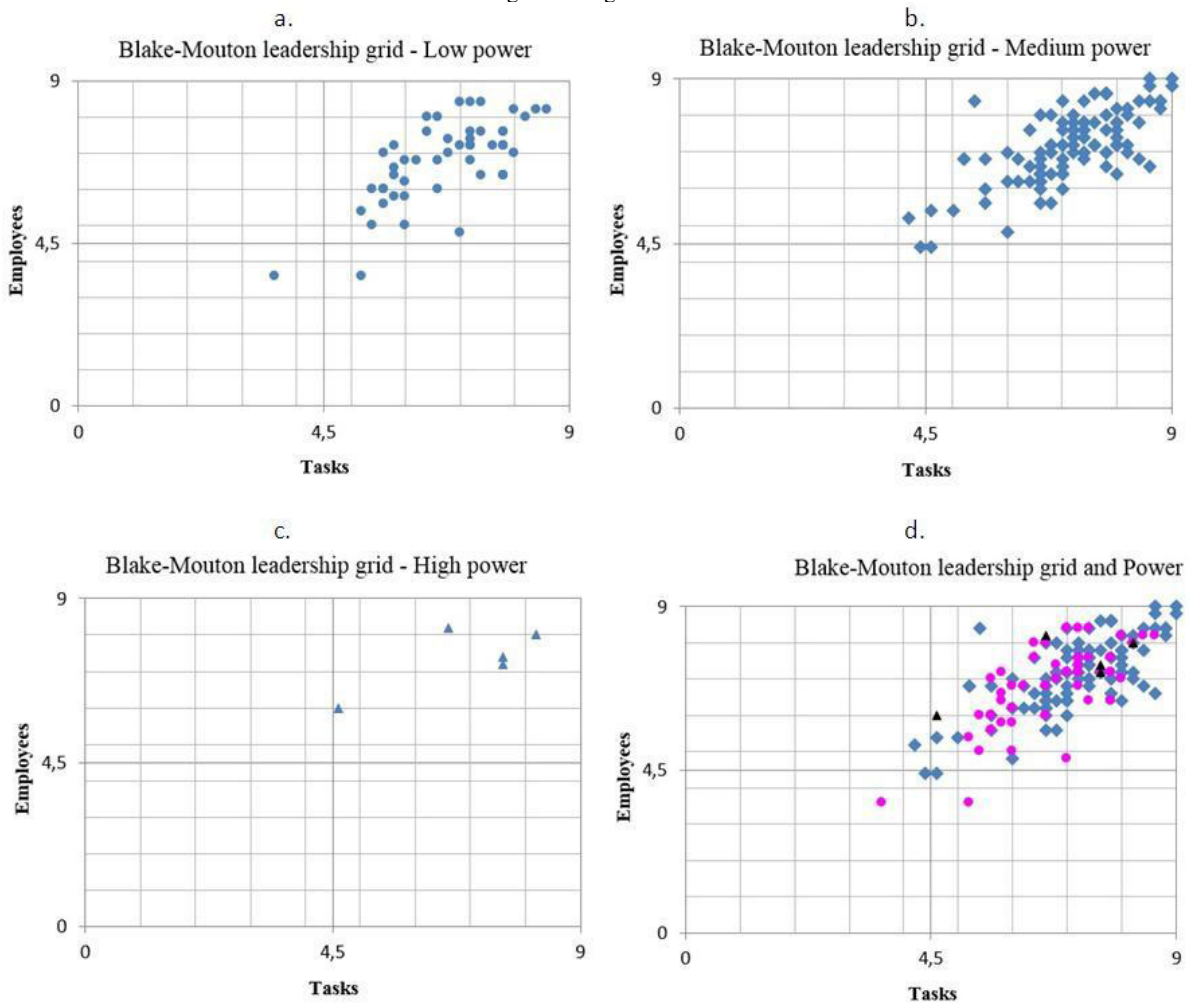 a.
Blake-Mouton leadership grid - Low power
9
4,5
0
0
4,5
9
Employees
Tasks
b.
Blake-Mouton leadership grid - Medium power
9
4,5
0
0
4,5
9
Employees
Tasks
c.
Blake-Mouton leadership grid - High power
9
4,5
0
0
4,5
9
Employees
Tasks
d.
Blake-Mouton leadership grid and Power
9
4,5
0
0
4,5
9
Employees
Tasks